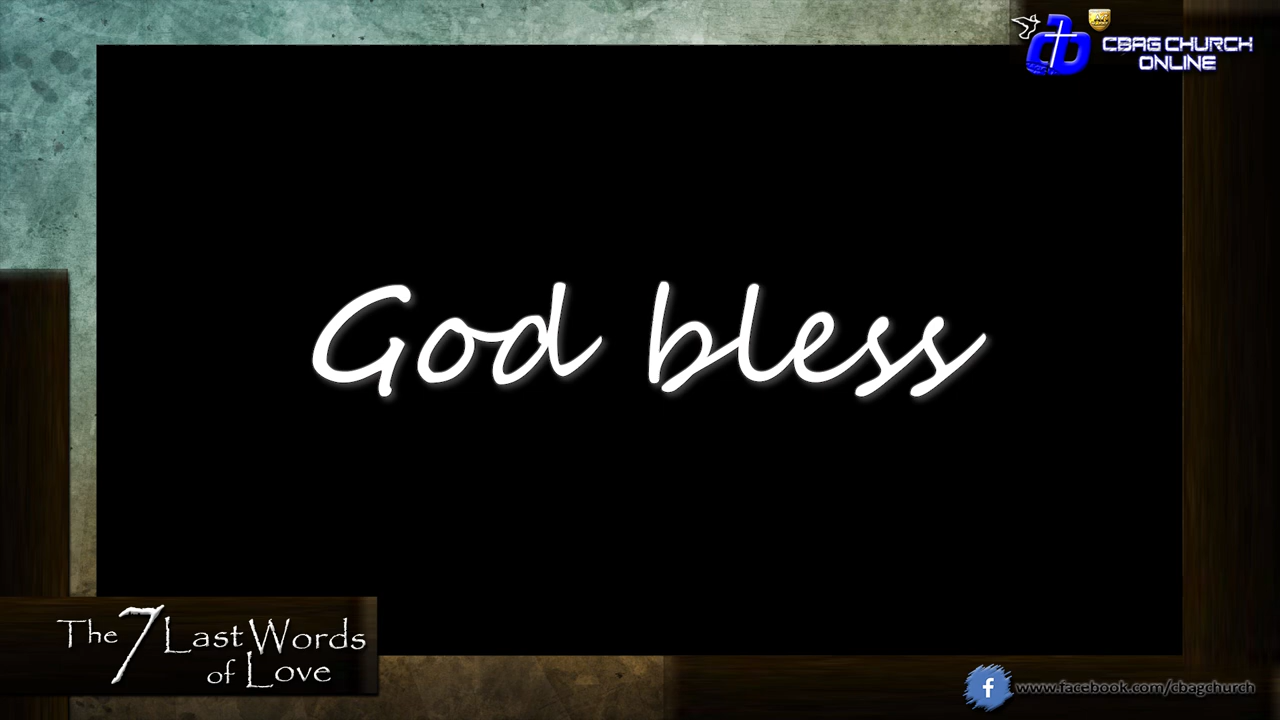 CBAG CHURCH
ONLINE
God bless
The 7 Last Words
of Love
www.facebook.com/cbagchurch